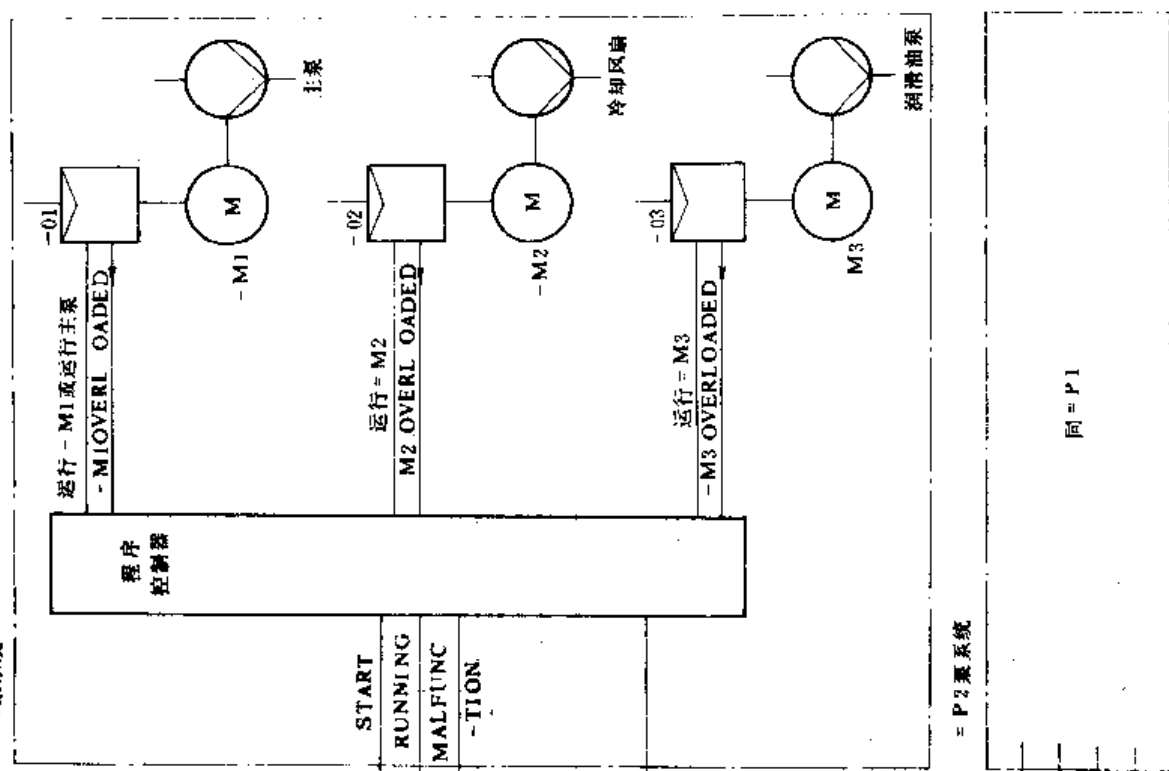 主泵
冷却风扇
润滑油泵
-01
-02
-03
M
M
M
-M1
-M2
M3
运行-M1或运行主泵
-M1OVERL OADED
运行=M2
M2 OVERL OADED
运行=M3
-M3 OVERLOADED
程序
控制器
START
RUNNING
MALFUNC
-TION
=P2泵系统
同=P1